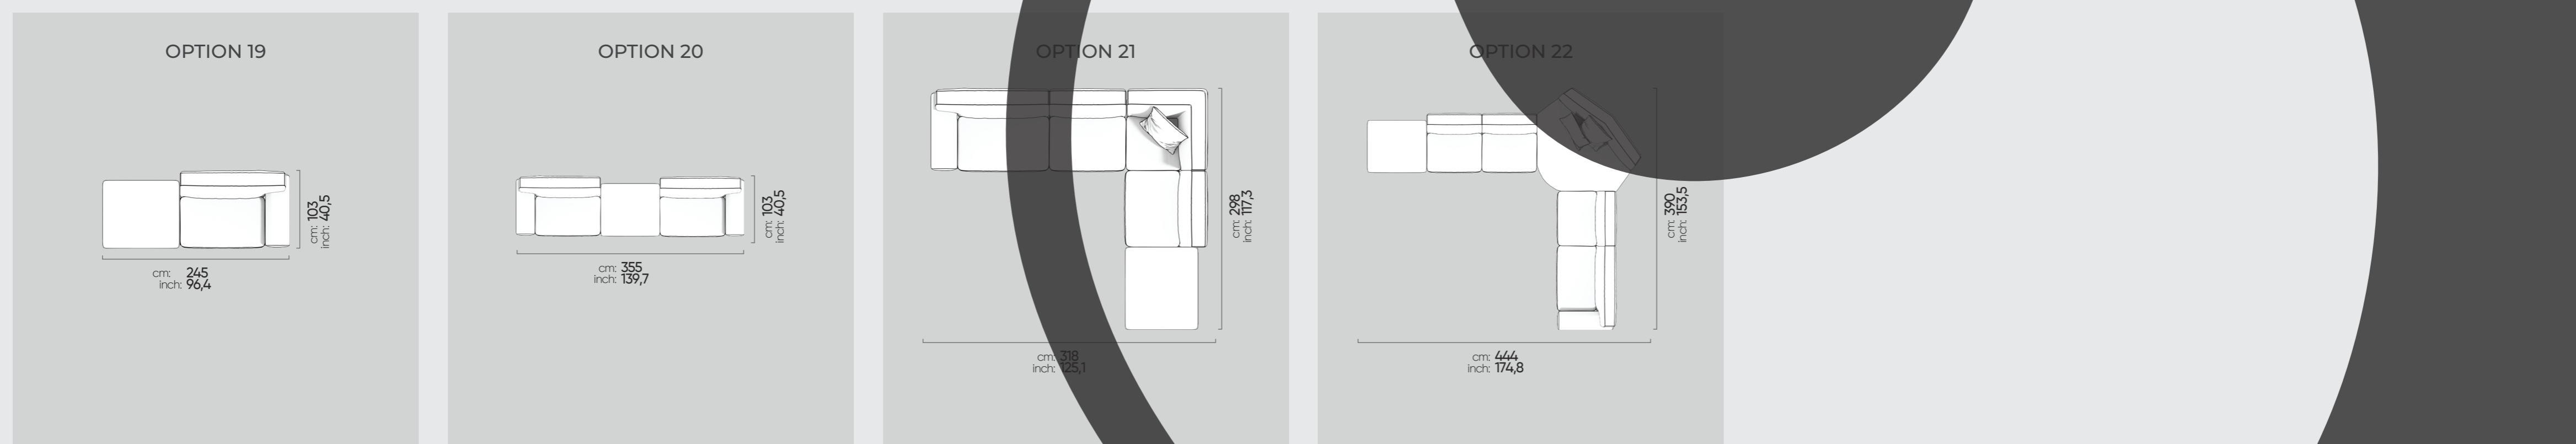 OPTION 19
cm: 103
inch: 40,5
cm: 245
inch: 96,4
OPTION 20
cm: 103
inch: 40,5
cm: 355
inch: 139,7
OPTION 21
cm: 298
inch: 117,3
cm: 318
inch: 125,1
OPTION 22
cm: 390
inch: 153,5
cm: 444
inch: 174,8